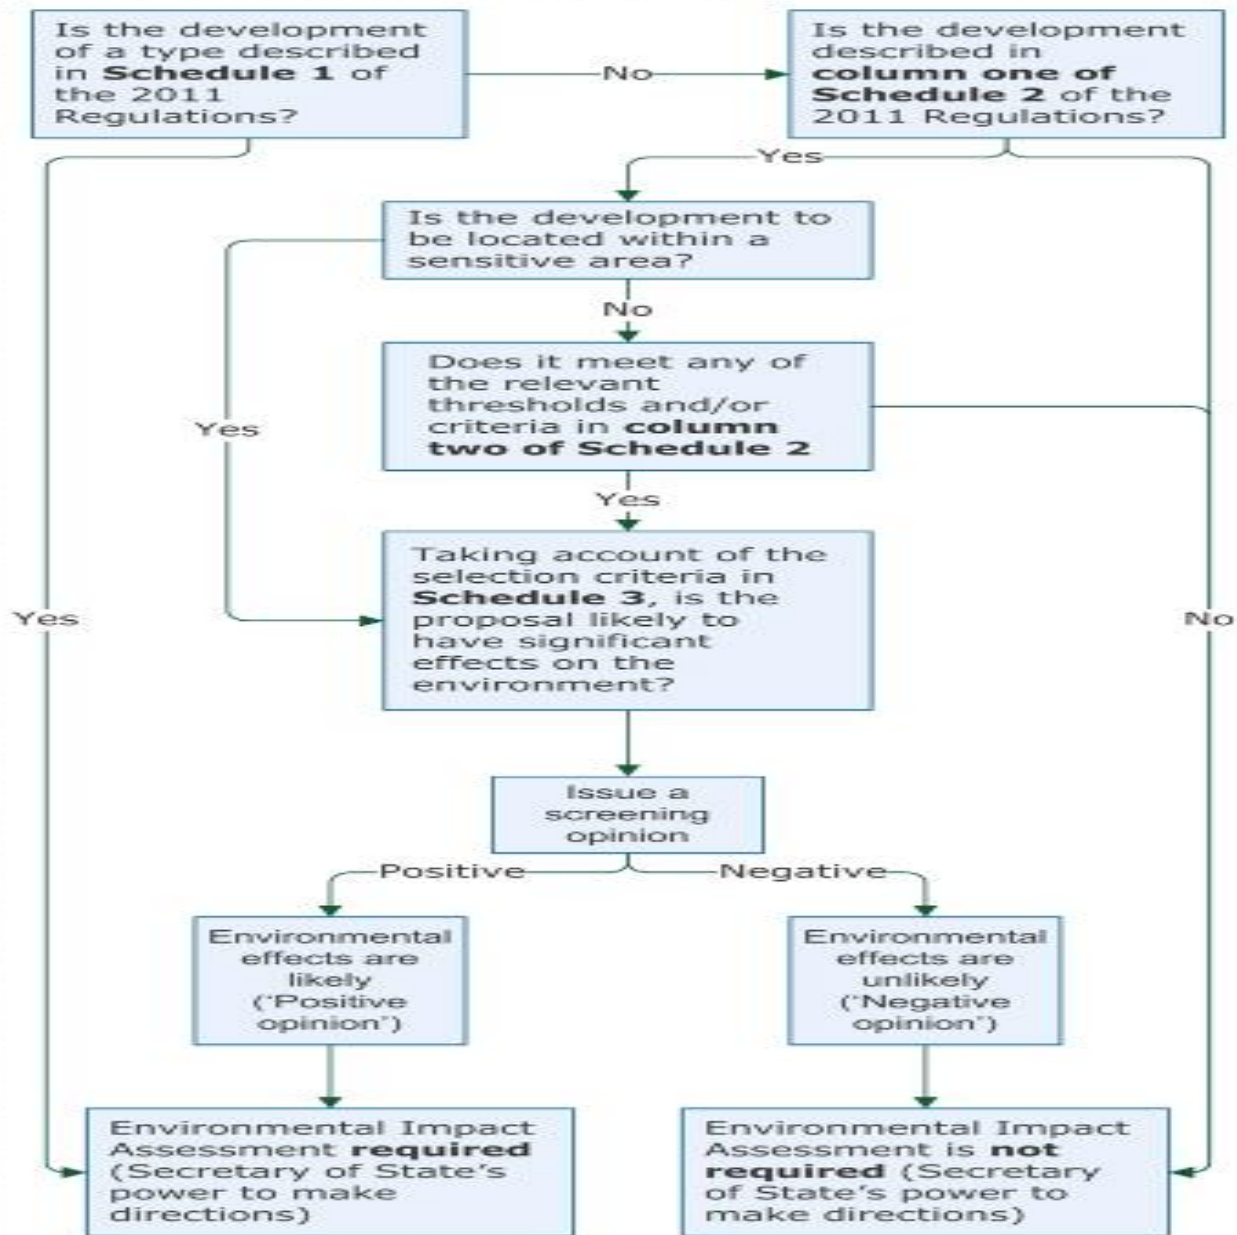 Is the development
of a type described
in Schedule 1 of
the 2011
Regulations?
No
Is the development
described in
column one of
Schedule 2 of the
2011 Regulations?
Yes
Is the development to
be located within a
sensitive area?
No
Does it meet any of
the relevant
thresholds and/or
criteria in column
two of Schedule 2
Yes
Yes
Taking account of the
selection criteria in
Schedule 3, is the
proposal likely to
have significant
effects on the
environment?
Yes
No
Issue a
screening
opinion
Positive
Negative
Environmental
effects are
likely
(‘Positive
opinion’)
Environmental
effects are
unlikely
(‘Negative
opinion’)
Environmental Impact
Assessment required
(Secretary of State’s
power to make
directions)
Environmental Impact
Assessment is not
required (Secretary
of State’s power to
make directions)